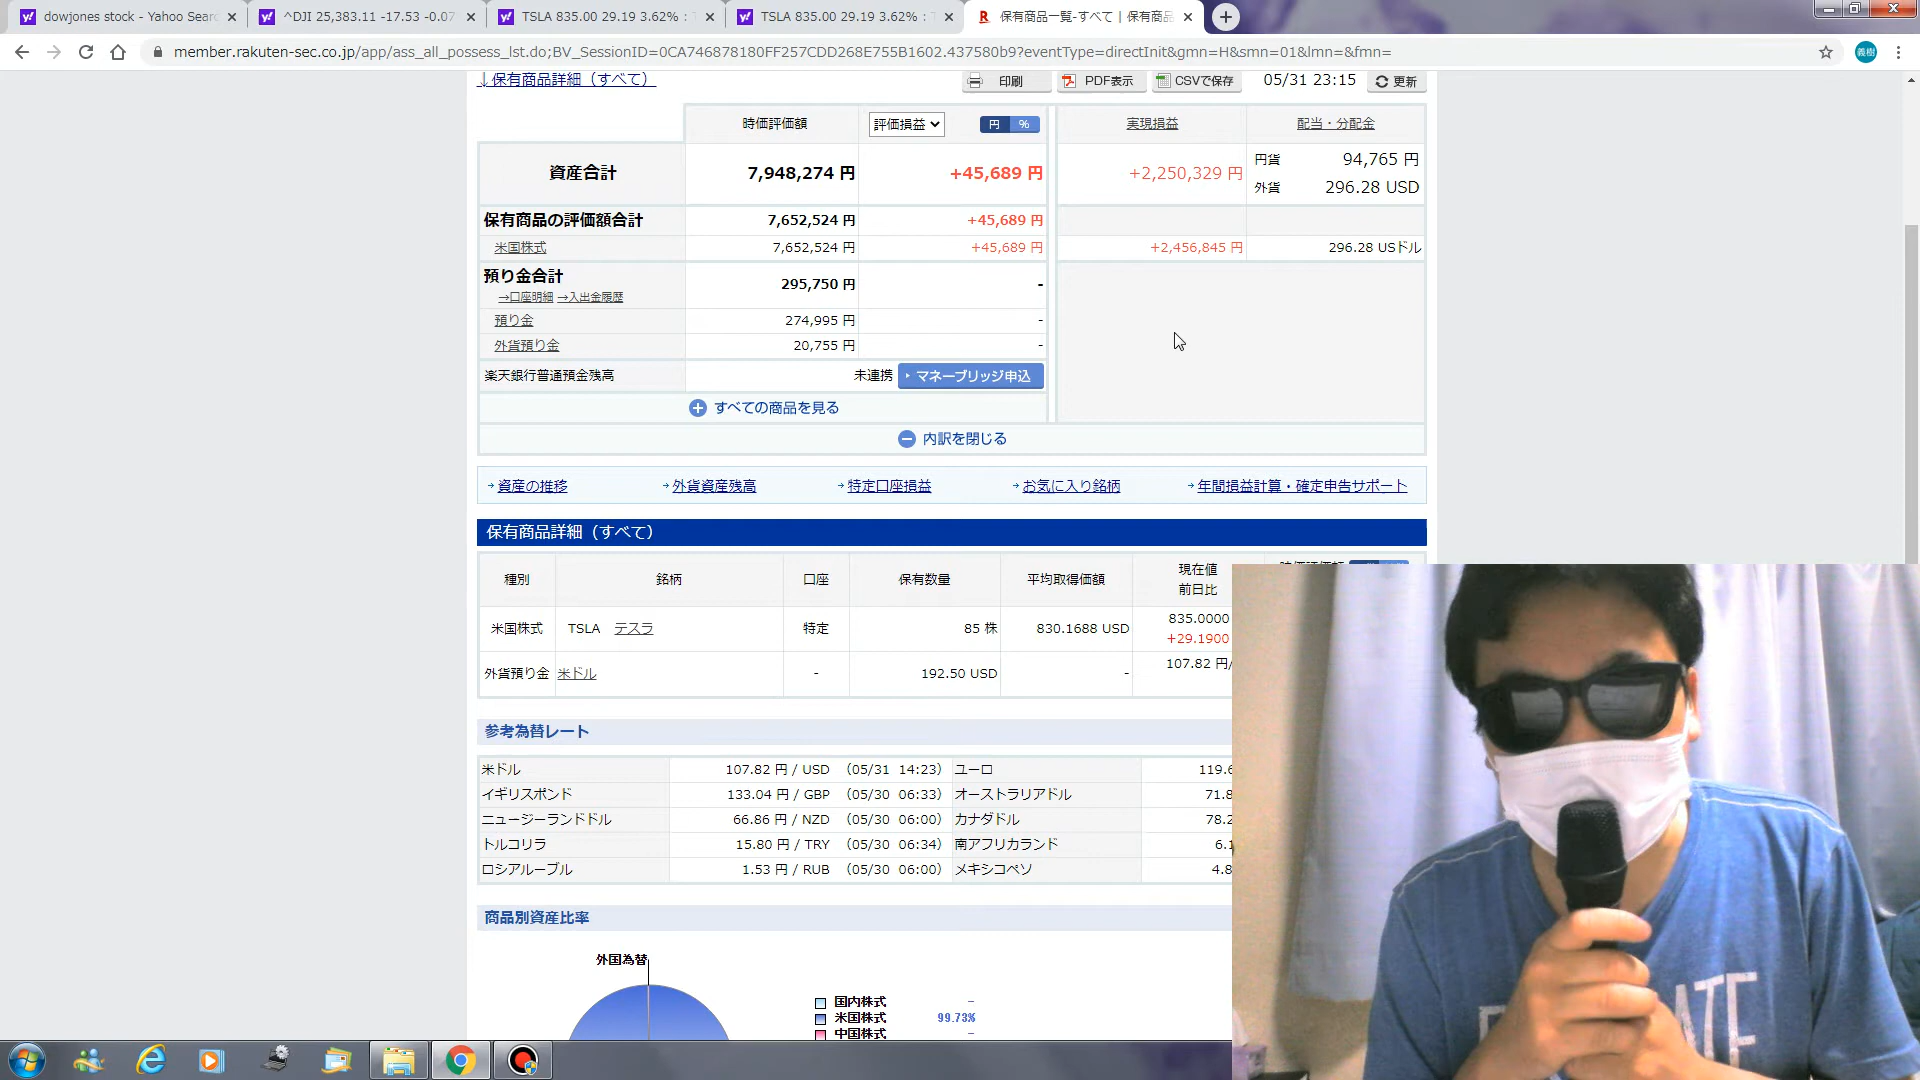 dowjones stock - Yahoo Sear
^DJI 25,383.11 -17.53 -0.07
TSLA 835.00 29.19 3.62% : T
TSLA 835.00 29.19 3.62% : T
保有商品一覧-すべて | 保有商品
member.rakuten-sec.co.jp/app/ass_all_possess_lst.do;BV_SessionID=0CA746878180FF257CDD268E755B1602.437580b9?eventType=directInit&gmn=H&smn=01&lmn=&fmn=
義樹
↓保有商品詳細（すべて）
印刷
PDF表示
CSVで保存
05/31 23:15
更新
時価評価額
評価損益
円
%
実現損益
配当・分配金
資産合計
7,948,274 円
+45,689 円
+2,250,329 円
円貨 94,765 円
外貨 296.28 USD
保有商品の評価額合計
7,652,524 円
+45,689 円
米国株式
7,652,524 円
+45,689 円
+2,456,845 円
296.28 USドル
預り金合計
→口座明細 →入出金履歴
295,750 円
-
預り金
274,995 円
-
外貨預り金
20,755 円
-
楽天銀行普通預金残高
未連携
マネーブリッジ申込
すべての商品を見る
内訳を閉じる
→資産の推移
→外貨資産残高
→特定口座損益
→お気に入り銘柄
→年間損益計算・確定申告サポート
保有商品詳細（すべて）
種別
銘柄
口座
保有数量
平均取得価額
現在値
前日比
米国株式
TSLA テスラ
特定
85 株
830.1688 USD
835.0000
+29.1900
外貨預り金
米ドル
-
192.50 USD
-
107.82 円/
参考為替レート
米ドル 107.82 円 / USD （05/31 14:23） ユーロ 119.6
イギリスポンド 133.04 円 / GBP （05/30 06:33） オーストラリアドル 71.8
ニュージーランドドル 66.86 円 / NZD （05/30 06:00） カナダドル 78.2
トルコリラ 15.80 円 / TRY （05/30 06:34） 南アフリカランド 6.1
ロシアルーブル 1.53 円 / RUB （05/30 06:00） メキシコペソ 4.8
商品別資産比率
外国為替
国内株式 -
米国株式 99.73%
中国株式 -